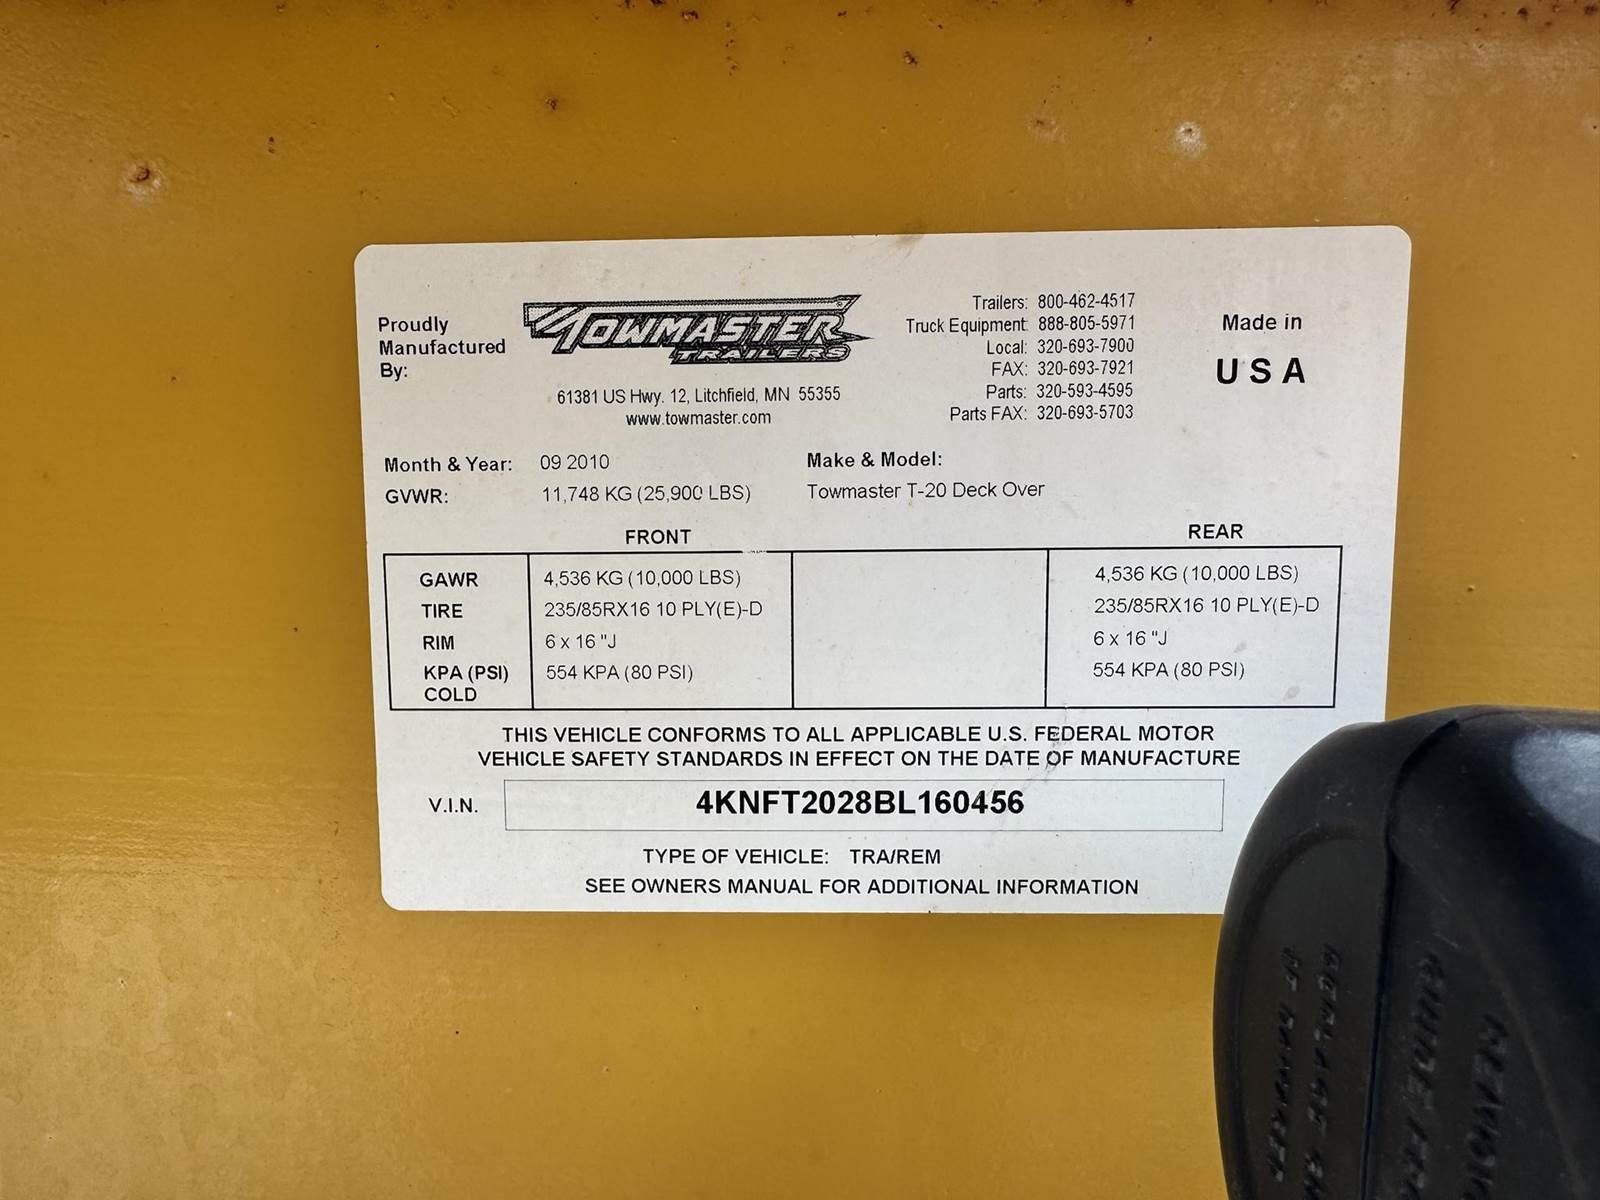 Proudly
Manufactured
By:
TOWMASTER ®
TRAILERS
61381 US Hwy. 12, Litchfield, MN 55355
www.towmaster.com
Trailers: 800-462-4517
Truck Equipment: 888-805-5971
Local: 320-693-7900
FAX: 320-693-7921
Parts: 320-593-4595
Parts FAX: 320-693-5703
Made in
USA
Month & Year: 09 2010
GVWR: 11,748 KG (25,900 LBS)
Make & Model:
Towmaster T-20 Deck Over
FRONT REAR
GAWR 4,536 KG (10,000 LBS) 4,536 KG (10,000 LBS)
TIRE 235/85RX16 10 PLY(E)-D 235/85RX16 10 PLY(E)-D
RIM 6 x 16 "J 6 x 16 "J
KPA (PSI) 554 KPA (80 PSI) 554 KPA (80 PSI)
COLD
THIS VEHICLE CONFORMS TO ALL APPLICABLE U.S. FEDERAL MOTOR
VEHICLE SAFETY STANDARDS IN EFFECT ON THE DATE OF MANUFACTURE
V.I.N. 4KNFT2028BL160456
TYPE OF VEHICLE: TRA/REM
SEE OWNERS MANUAL FOR ADDITIONAL INFORMATION